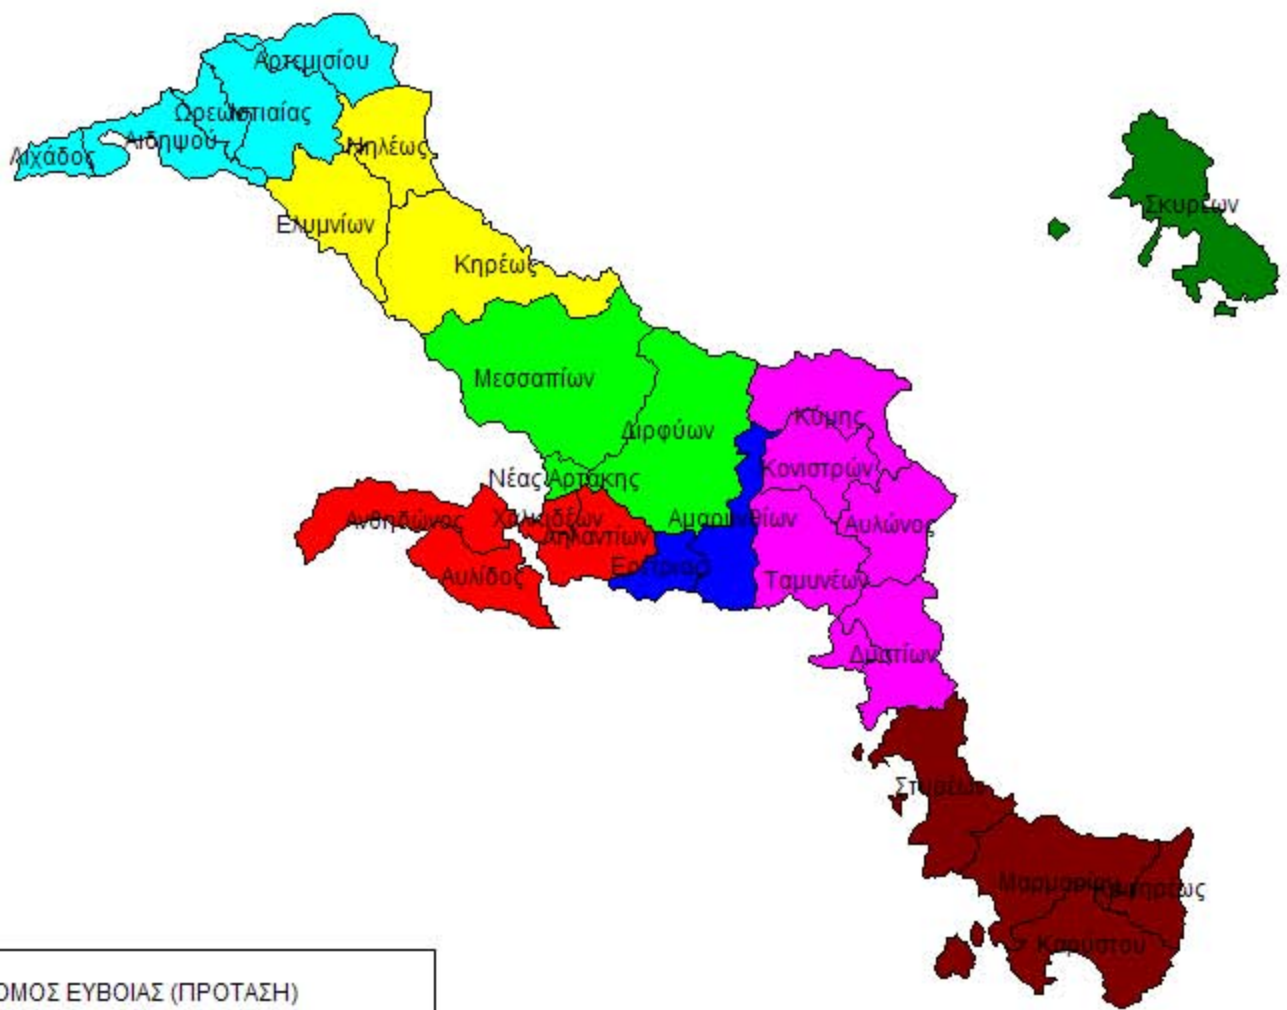 Αρτεμισίου
Ωρεών
Ιστιαίας
Αιδηψού
Λιχάδος
Νηλέως
Ελυμνίων
Κηρέως
Σκυρέων
Μεσσαπίων
Διρφύων
Κύμης
Κονιστρών
Νέας Αρτάκης
Ανθηδώνος
Χαλκιδέων
Ληλαντίων
Αμαρυνθίων
Αυλώνος
Αυλίδος
Ταμυνέων
Δυστίων
Στυρέων
Μαρμαρίου
Καρύστου
ΟΜΟΣ ΕΥΒΟΙΑΣ (ΠΡΟΤΑΣΗ)